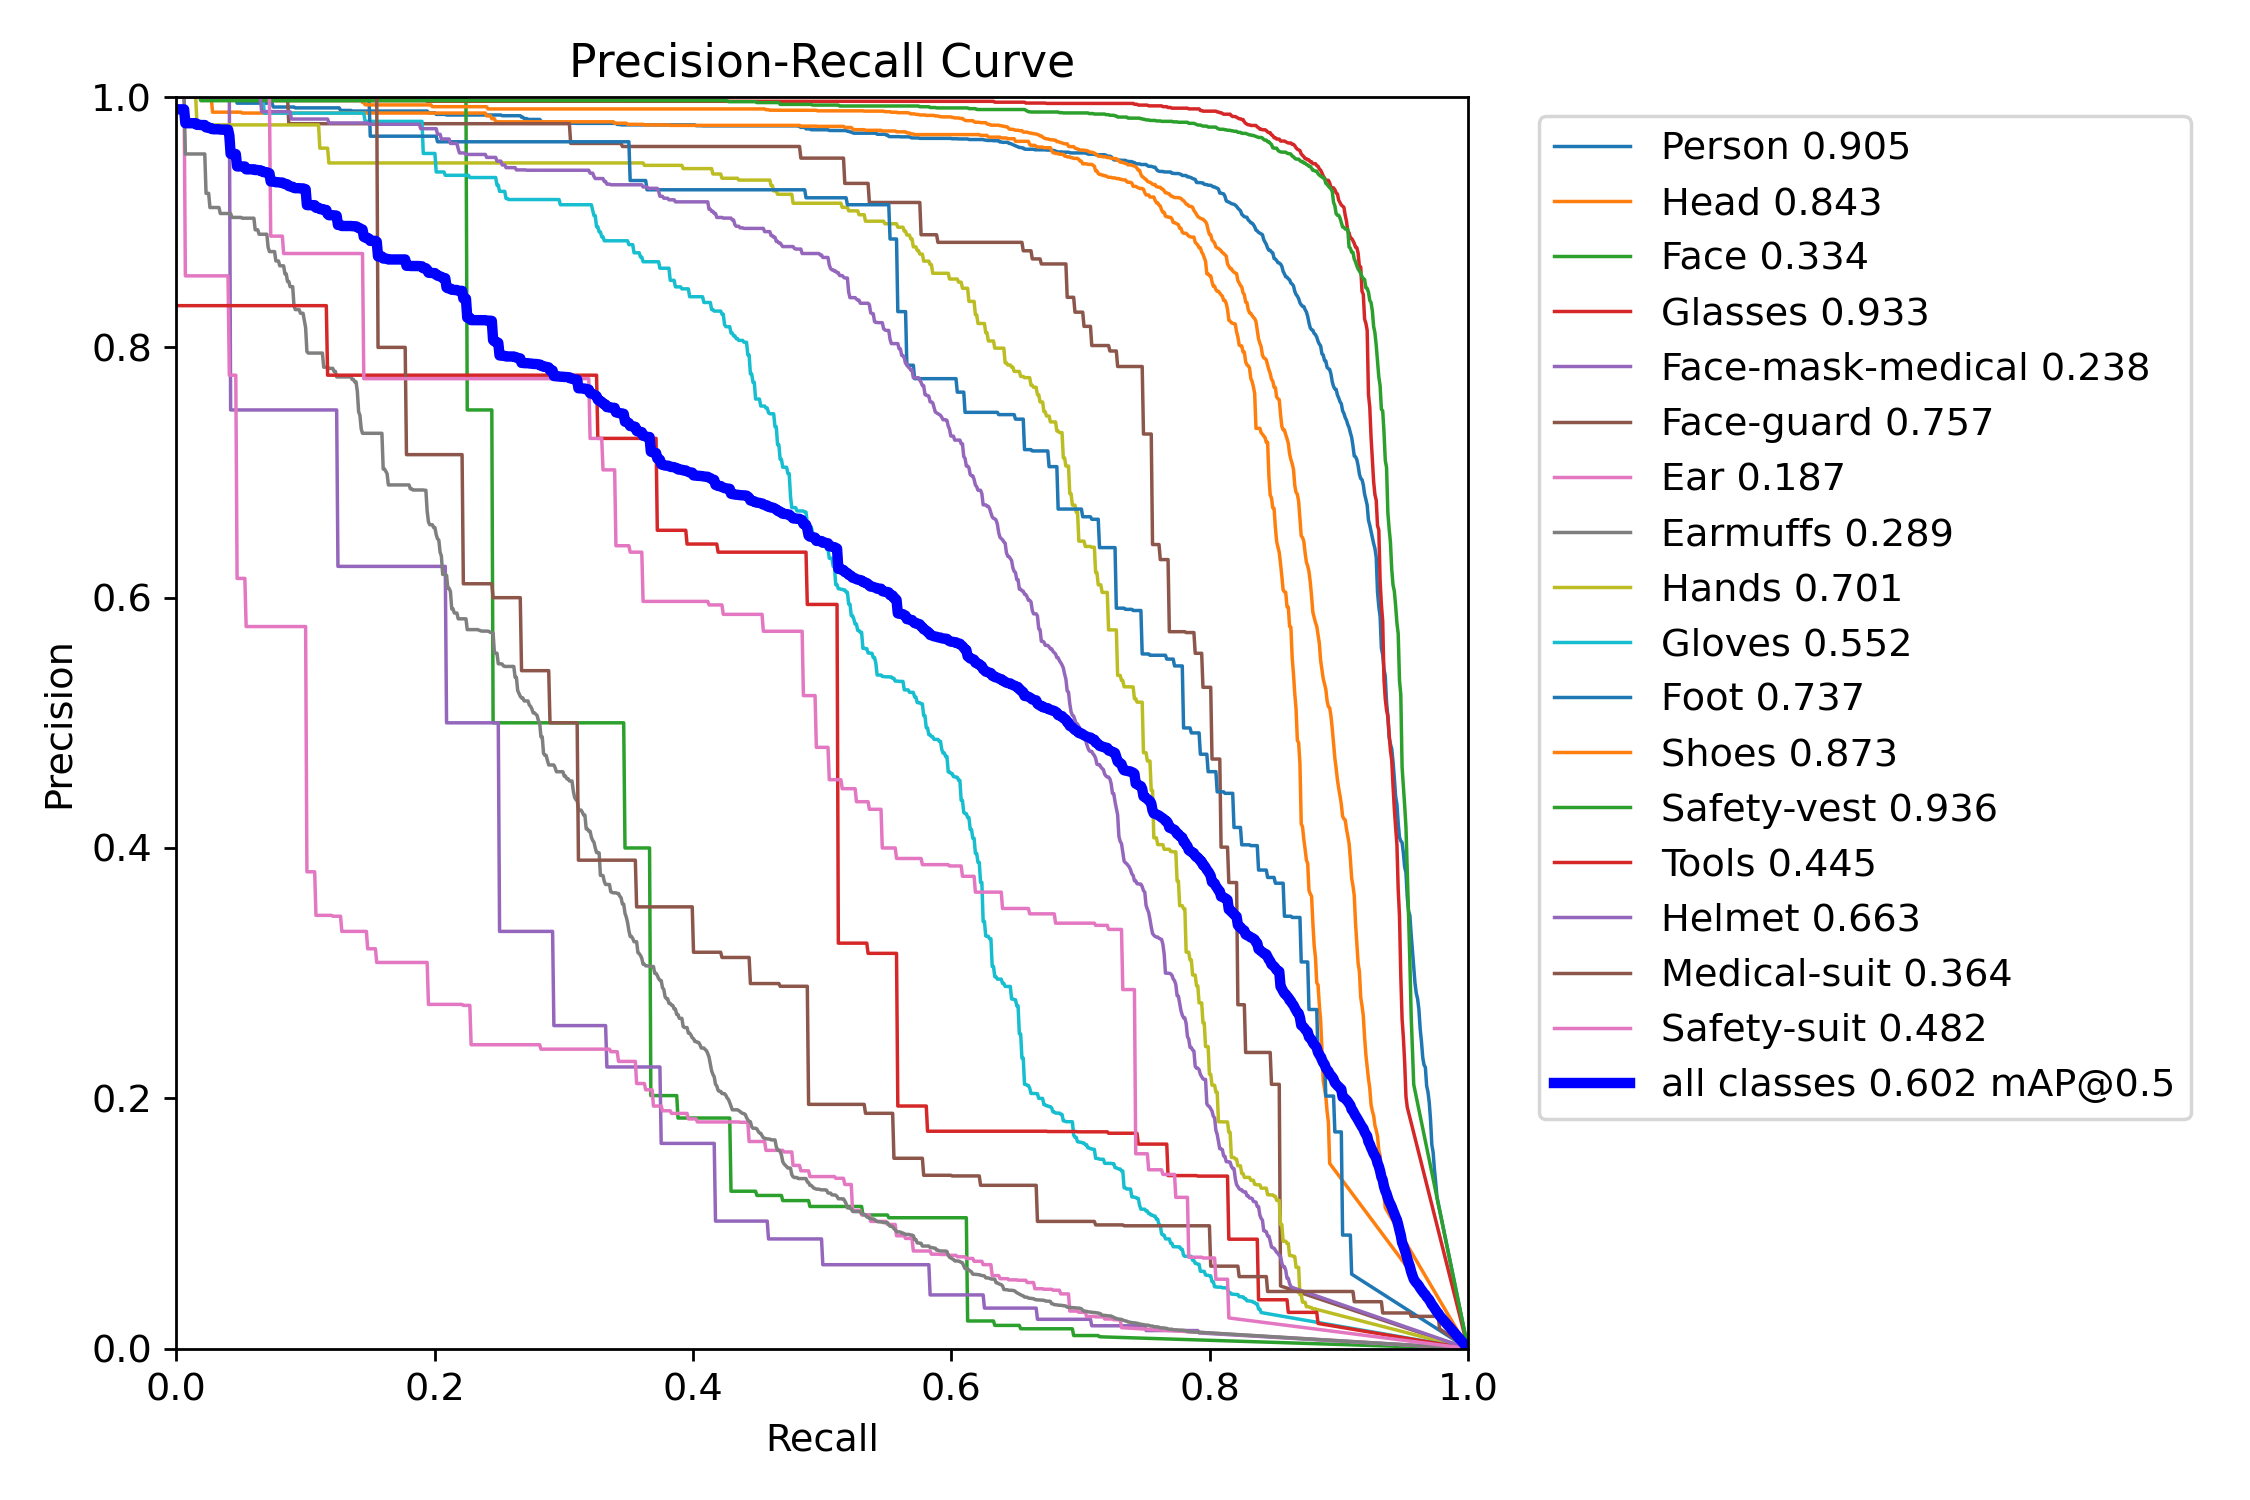 Precision-Recall Curve
1.0
0.8
0.6
0.4
0.2
0.0
Precision
0.0 0.2 0.4 0.6 0.8 1.0
Recall
Person 0.905
Head 0.843
Face 0.334
Glasses 0.933
Face-mask-medical 0.238
Face-guard 0.757
Ear 0.187
Earmuffs 0.289
Hands 0.701
Gloves 0.552
Foot 0.737
Shoes 0.873
Safety-vest 0.936
Tools 0.445
Helmet 0.663
Medical-suit 0.364
Safety-suit 0.482
all classes 0.602 mAP@0.5